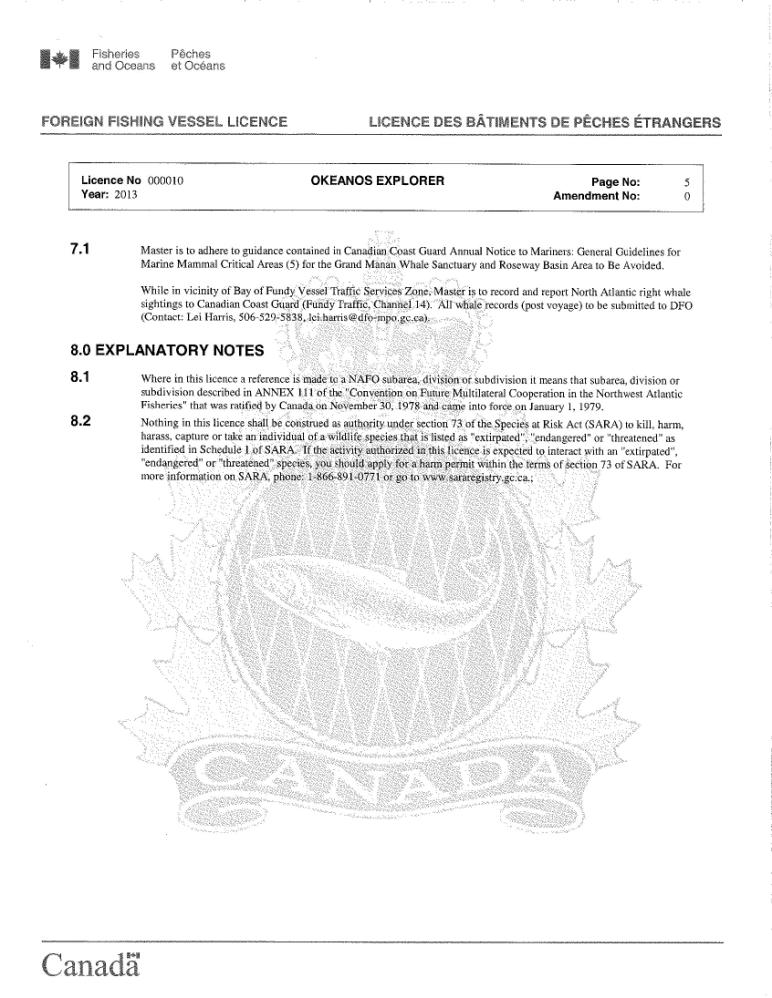 Fisheries Pêches
and Oceans et Océans
FOREIGN FISHING VESSEL LICENCE LICENCE DES BÂTIMENTS DE PÊCHES ÉTRANGERS
Licence No 000010 OKEANOS EXPLORER Page No: 5
Year: 2013 Amendment No: 0
7.1 Master is to adhere to guidance contained in Canadian Coast Guard Annual Notice to Mariners: General Guidelines for
Marine Mammal Critical Areas (5) for the Grand Manan Whale Sanctuary and Roseway Basin Area to Be Avoided.
While in vicinity of Bay of Fundy Vessel Traffic Services Zone, Master is to record and report North Atlantic right whale
sightings to Canadian Coast Guard (Fundy Traffic, Channel 14). All whale records (post voyage) to be submitted to DFO
(Contact: Lei Harris, 506-529-5838, lei.harris@dfo-mpo.gc.ca).
8.0 EXPLANATORY NOTES
8.1 Where in this licence a reference is made to a NAFO subarea, division or subdivision it means that subarea, division or
subdivision described in ANNEX 111 of the "Convention on Future Multilateral Cooperation in the Northwest Atlantic
Fisheries" that was ratified by Canada on November 30, 1978 and came into force on January 1, 1979.
8.2 Nothing in this licence shall be construed as authority under section 73 of the Species at Risk Act (SARA) to kill, harm,
harass, capture or take an individual of a wildlife species that is listed as "extirpated", "endangered" or "threatened" as
identified in Schedule 1 of SARA. If the activity authorized in this licence is expected to interact with an "extirpated",
"endangered" or "threatened" species, you should apply for a harm permit within the terms of section 73 of SARA. For
more information on SARA, phone: 1-866-891-0771 or go to www.sararegistry.gc.ca.;
CANADA
Canada